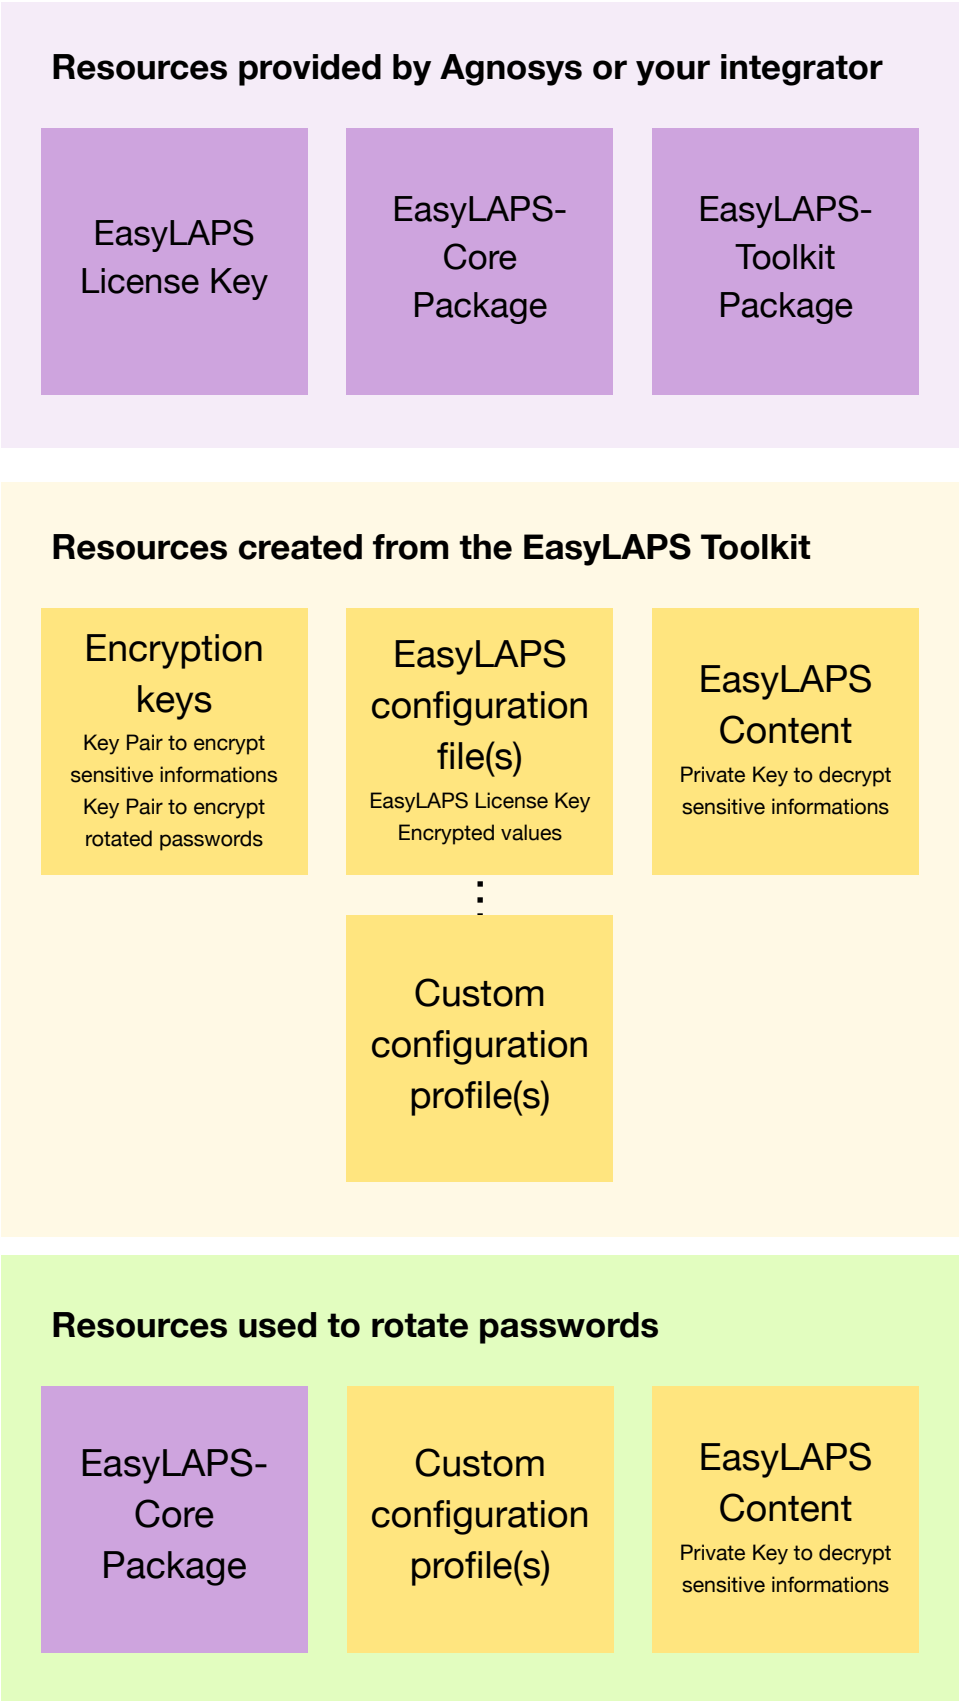 Resources provided by Agnosys or your integrator
EasyLAPS
License Key
EasyLAPS-
Core
Package
EasyLAPS-
Toolkit
Package
Resources created from the EasyLAPS Toolkit
Encryption
keys
Key Pair to encrypt
sensitive informations
Key Pair to encrypt
rotated passwords
EasyLAPS
configuration
file(s)
EasyLAPS License Key
Encrypted values
EasyLAPS
Content
Private Key to decrypt
sensitive informations
Custom
configuration
profile(s)
Resources used to rotate passwords
EasyLAPS-
Core
Package
Custom
configuration
profile(s)
EasyLAPS
Content
Private Key to decrypt
sensitive informations